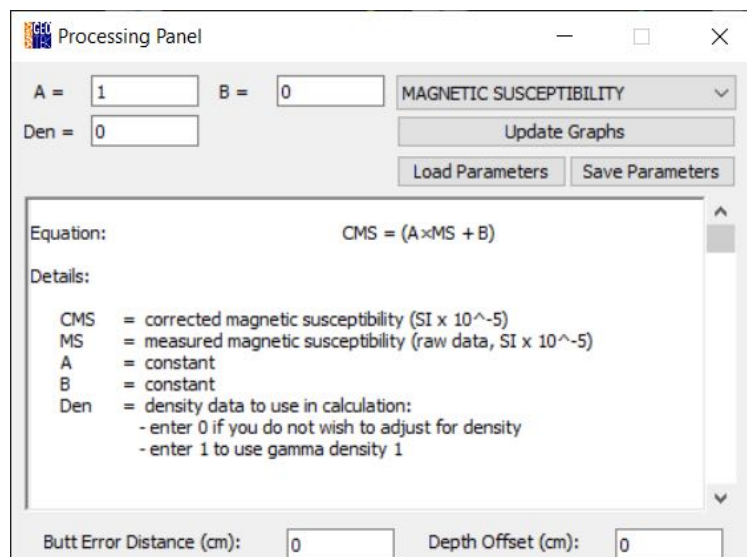 GEO
Processing Panel
A = 1 B = 0 MAGNETIC SUSCEPTIBILITY
Den = 0 Update Graphs
Load Parameters Save Parameters
Equation: CMS = (A×MS + B)
Details:
CMS = corrected magnetic susceptibility (SI x 10^-5)
MS = measured magnetic susceptibility (raw data, SI x 10^-5)
A = constant
B = constant
Den = density data to use in calculation:
- enter 0 if you do not wish to adjust for density
- enter 1 to use gamma density 1
Butt Error Distance (cm): 0 Depth Offset (cm): 0